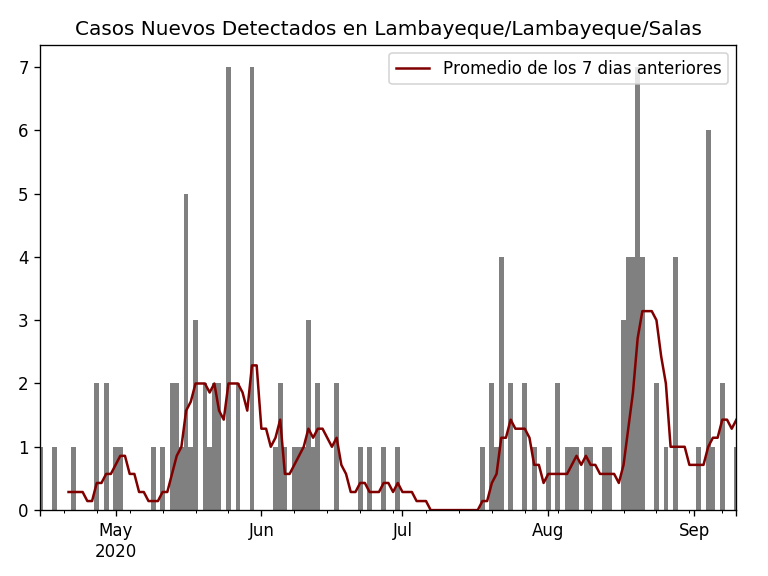 Casos Nuevos Detectados en Lambayeque/Lambayeque/Salas
Promedio de los 7 dias anteriores
7
6
5
4
3
2
1
0
May
2020
Jun
Jul
Aug
Sep